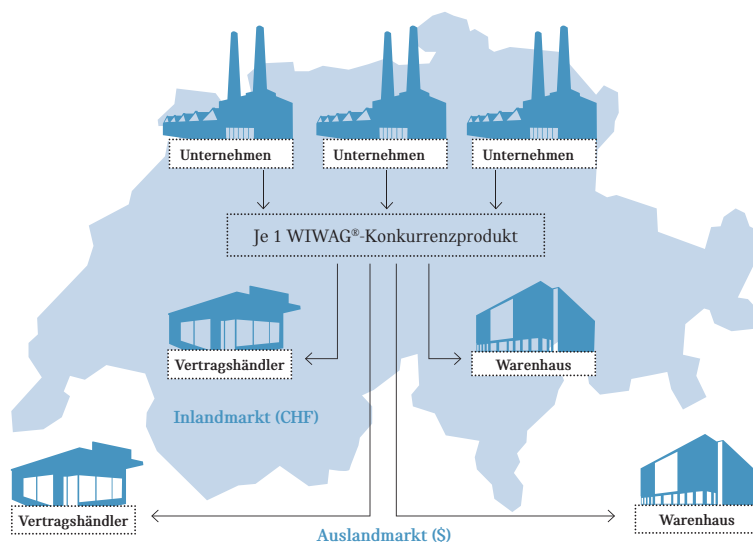 Unternehmen
Unternehmen
Unternehmen
Je 1 WIWAG®-Konkurrenzprodukt
Vertragshändler
Warenhaus
Inlandmarkt (CHF)
Vertragshändler
Warenhaus
Auslandmarkt ($)